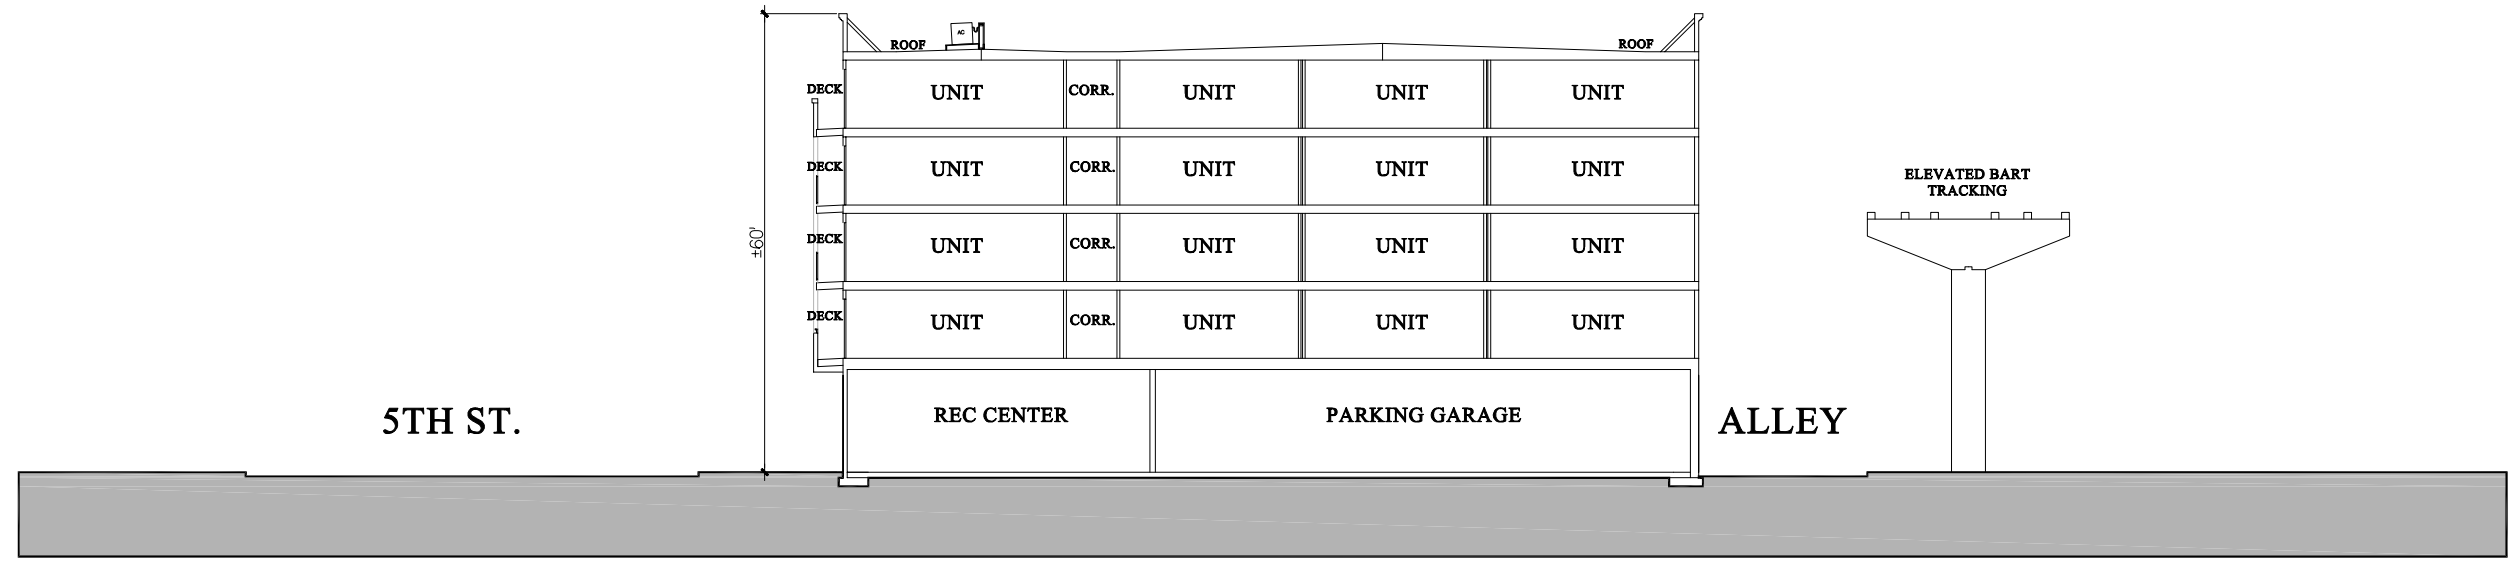 AC
ROOF
ROOF
DECK
UNIT
CORR.
UNIT
UNIT
UNIT
DECK
UNIT
CORR.
UNIT
UNIT
UNIT
ELEVATED BART
TRACKING
±60'
DECK
UNIT
CORR.
UNIT
UNIT
UNIT
DECK
UNIT
CORR.
UNIT
UNIT
UNIT
5TH ST.
REC CENTER
PARKING GARAGE
ALLEY